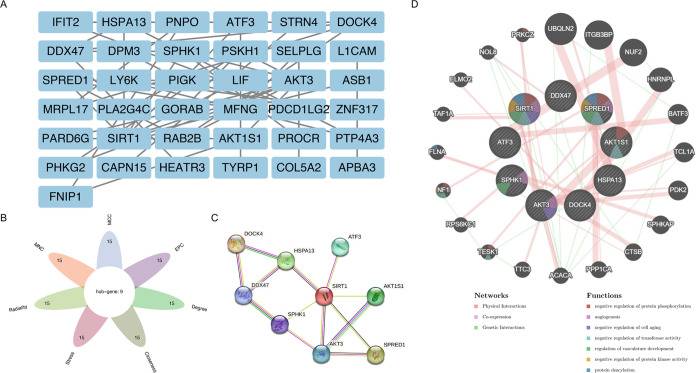 A
IFIT2 HSPA13 PNPO ATF3 STRN4 DOCK4
DDX47 DPM3 SPHK1 PSKH1 SELPLG L1CAM
SPRED1 LY6K PIGK LIF AKT3 ASB1
MRPL17 PLA2G4C GORAB MFNG PDCD1LG2 ZNF317
PARD6G SIRT1 RAB2B AKT1S1 PROCR PTP4A3
PHKG2 CAPN15 HEATR3 TYRP1 COL5A2 APBA3
FNIP1
B
MCC
15
EPC
15
Degree
15
Closeness
15
Stress
15
Radiality
15
MNC
15
hub-gene: 9
C
DOCK4
ATF3
HSPA13
DDX47
SIRT1
AKT1S1
SPHK1
AKT3
SPRED1
D
UBQLN2
ITGB3BP
NUF2
HNRNPL
BATF3
TCL1A
PDK2
SPHKAP
CTSB
PPP1CA
ACACA
TTC3
TESK1
RPS6KC1
NF1
FLNA
TAF1A
ELMO2
NOL8
PRKCZ
DDX47
SIRT1
SPRED1
ATF3
AKT1S1
SPHK1
HSPA13
AKT3
DOCK4
Networks
Physical Interactions
Co-expression
Genetic Interactions
Functions
negative regulation of protein phosphorylation
angiogenesis
negative regulation of cell aging
negative regulation of transferase activity
regulation of vasculature development
negative regulation of protein kinase activity
protein deacylation